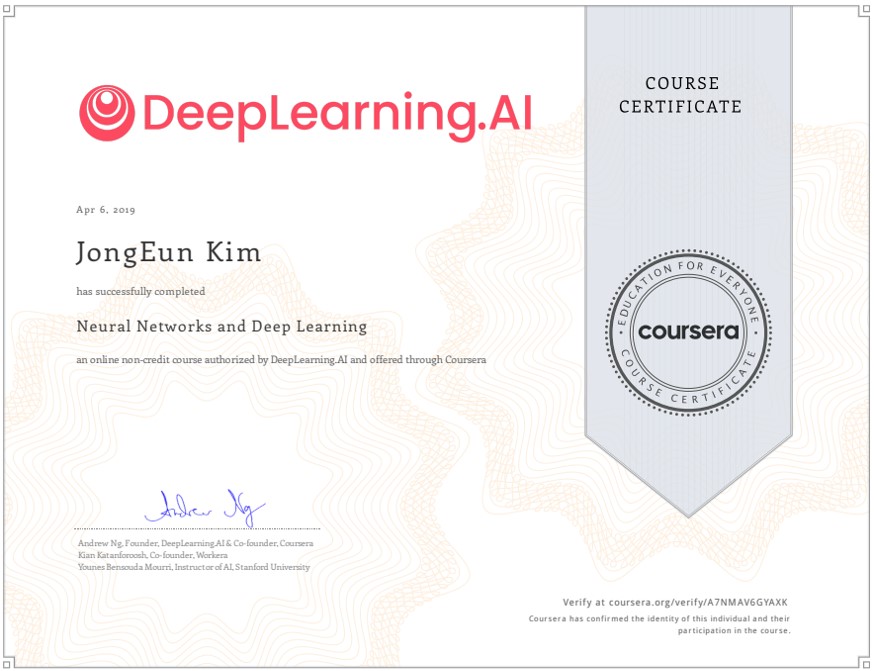 DeepLearning.AI
COURSE
CERTIFICATE
Apr 6, 2019
JongEun Kim
has successfully completed
Neural Networks and Deep Learning
an online non-credit course authorized by DeepLearning.AI and offered through Coursera
EDUCATION FOR EVERYONE
coursera
COURSE CERTIFICATE
Andrew Ng
Andrew Ng, Founder, DeepLearning.AI & Co-founder, Coursera
Kian Katanforoosh, Co-founder, Workera
Younes Bensouda Mourri, Instructor of AI, Stanford University
Verify at coursera.org/verify/A7NMAV6GYAXK
Coursera has confirmed the identity of this individual and their
participation in the course.